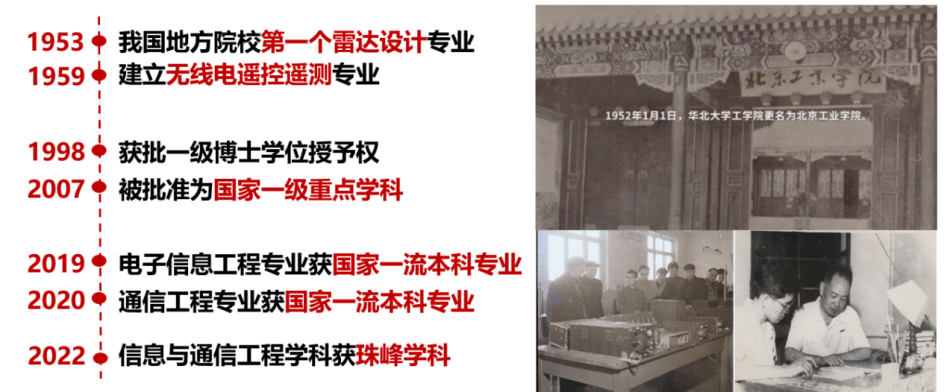 1953 我国地方院校第一个雷达设计专业
1959 建立无线电遥控遥测专业
1998 获批一级博士学位授予权
2007 被批准为国家一级重点学科
2019 电子信息工程专业获国家一流本科专业
2020 通信工程专业获国家一流本科专业
2022 信息与通信工程学科获珠峰学科
北京工业学院
1952年1月1日，华北大学工学院更名为北京工业学院。